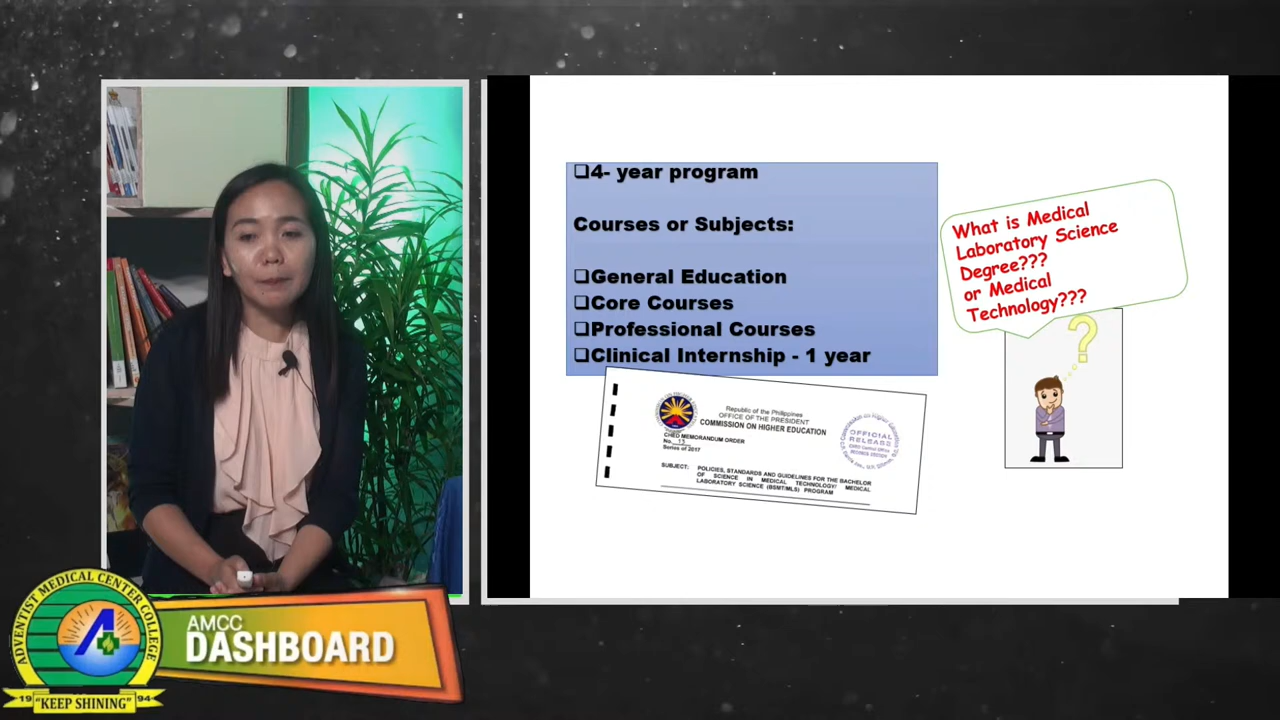 ❑4- year program
Courses or Subjects:
❑General Education
❑Core Courses
❑Professional Courses
❑Clinical Internship - 1 year
What is Medical
Laboratory Science
Degree???
or Medical
Technology???
?
Republic of the Philippines
OFFICE OF THE PRESIDENT
COMMISSION ON HIGHER EDUCATION
CHED MEMORANDUM ORDER
No. 13
Series of 2017
SUBJECT: POLICIES, STANDARDS AND GUIDELINES FOR THE BACHELOR
OF SCIENCE IN MEDICAL TECHNOLOGY/ MEDICAL
LABORATORY SCIENCE (BSMT/MLS) PROGRAM
OFFICIAL
RELEASE
ADVENTIST MEDICAL CENTER COLLEGE
A
19 "KEEP SHINING" 94
AMCC
DASHBOARD